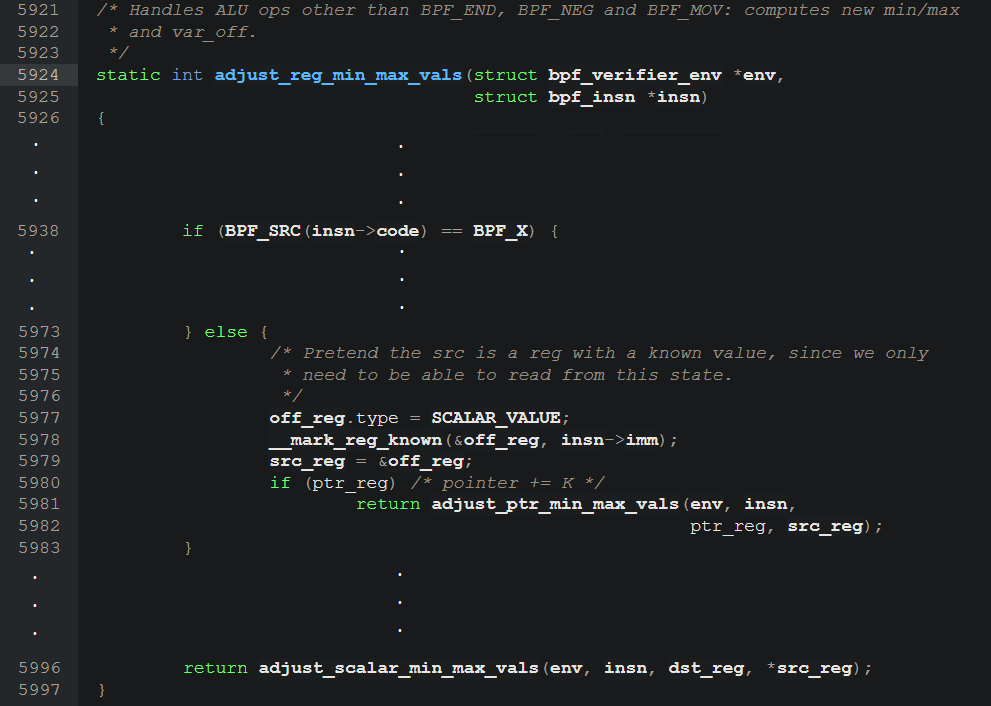 5921 /* Handles ALU ops other than BPF_END, BPF_NEG and BPF_MOV: computes new min/max
5922  * and var_off.
5923  */
5924 static int adjust_reg_min_max_vals(struct bpf_verifier_env *env,
5925                                    struct bpf_insn *insn)
5926 {
.                                  .
.                                  .
.                                  .
5938         if (BPF_SRC(insn->code) == BPF_X) {
.                                  .
.                                  .
.                                  .
5973         } else {
5974                 /* Pretend the src is a reg with a known value, since we only
5975                  * need to be able to read from this state.
5976                  */
5977                 off_reg.type = SCALAR_VALUE;
5978                 __mark_reg_known(&off_reg, insn->imm);
5979                 src_reg = &off_reg;
5980                 if (ptr_reg) /* pointer += K */
5981                         return adjust_ptr_min_max_vals(env, insn,
5982                                                        ptr_reg, src_reg);
5983         }
.                                  .
.                                  .
.                                  .
5996         return adjust_scalar_min_max_vals(env, insn, dst_reg, *src_reg);
5997 }